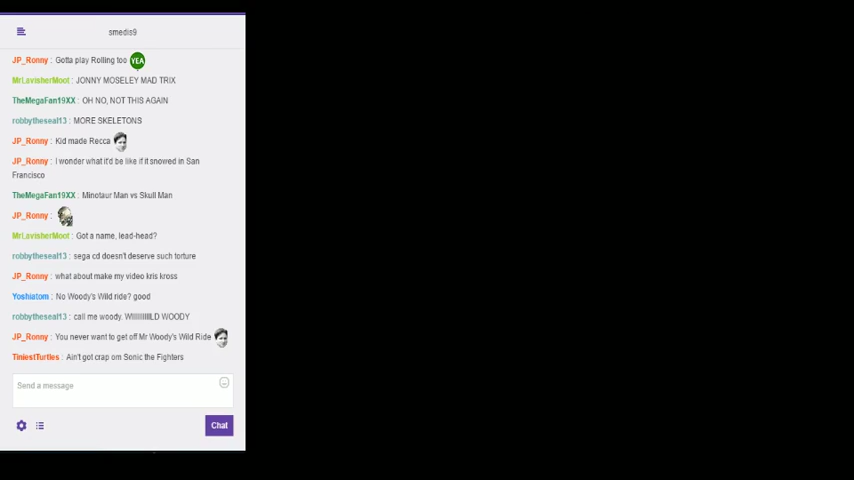 smedis9
JP_Ronny : Gotta play Rolling too YEA
MrLavisherMoot : JONNY MOSELEY MAD TRIX
TheMegaFan19XX : OH NO, NOT THIS AGAIN
robbytheseal13 : MORE SKELETONS
JP_Ronny : Kid made Recca
JP_Ronny : I wonder what it'd be like if it snowed in San
Francisco
TheMegaFan19XX : Minotaur Man vs Skull Man
JP_Ronny :
MrLavisherMoot : Got a name, lead-head?
robbytheseal13 : sega cd doesn't deserve such torture
JP_Ronny : what about make my video kris kross
Yoshiatom : No Woody's Wild ride? good
robbytheseal13 : call me woody. WIIIIIIIIILD WOODY
JP_Ronny : You never want to get off Mr Woody's Wild Ride
TiniestTurtles : Ain't got crap om Sonic the Fighters
Send a message
Chat